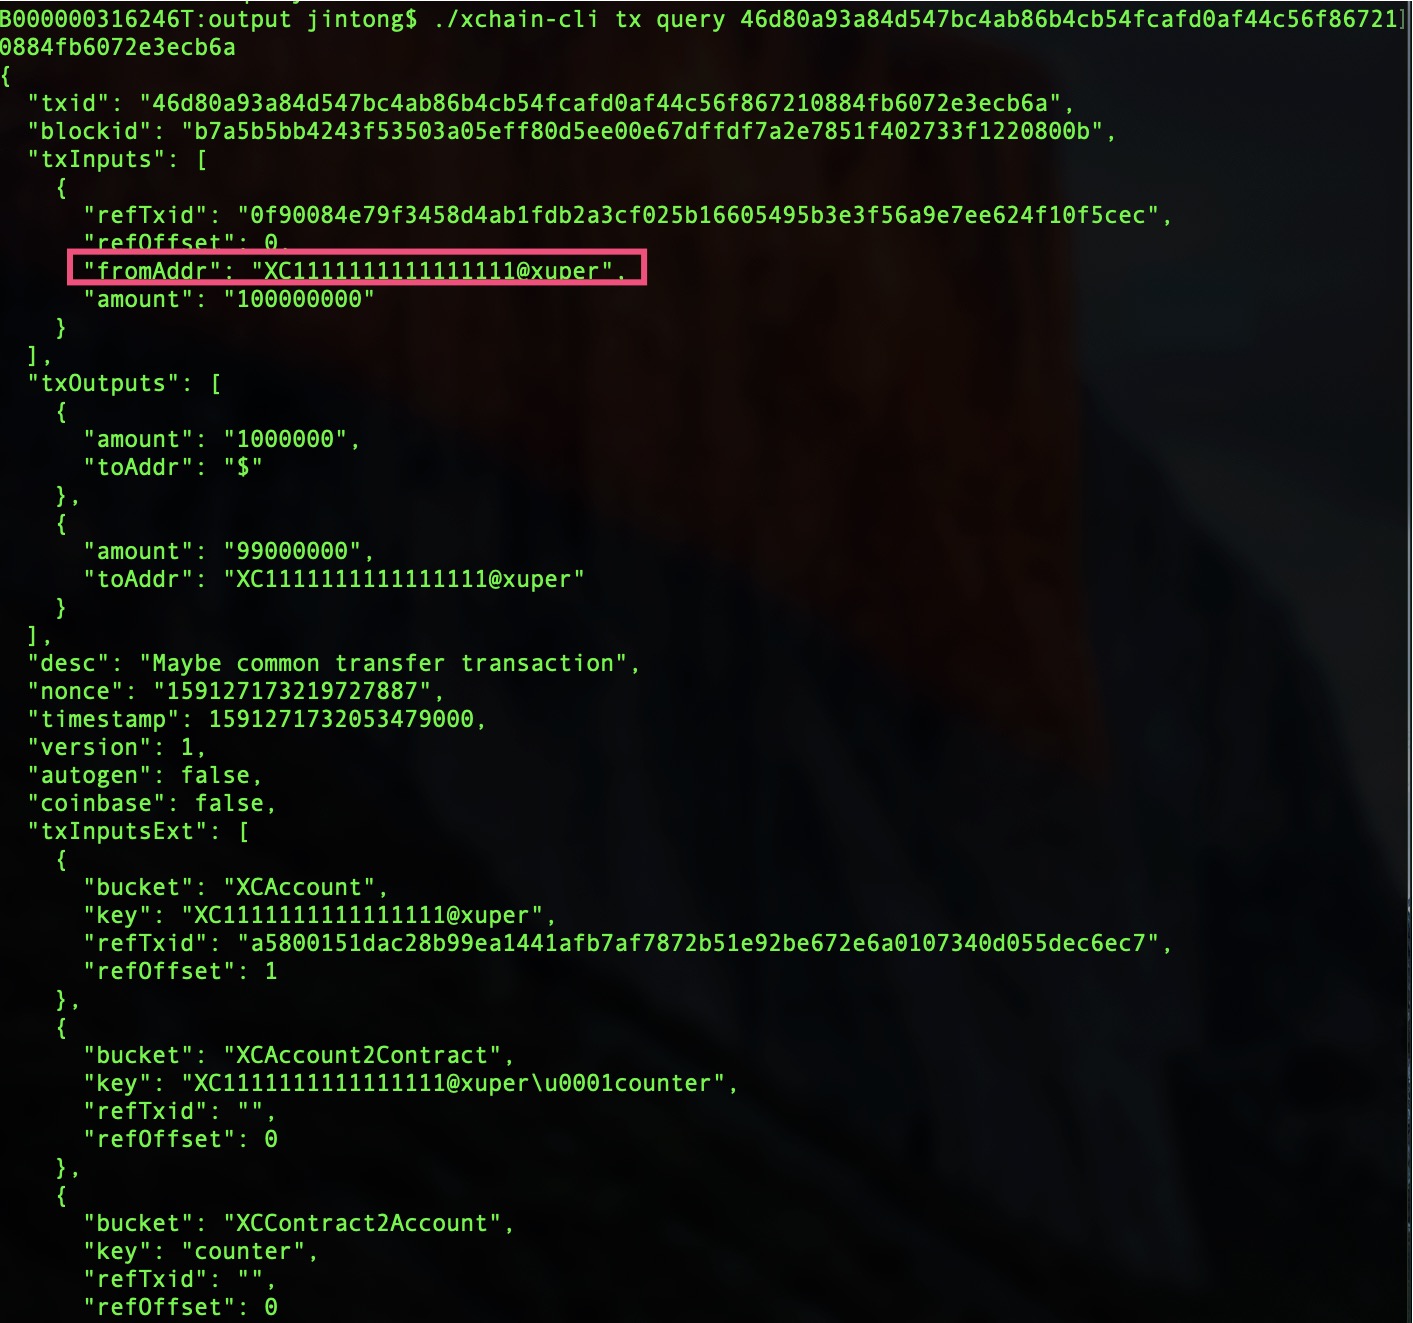 B000000316246T:output jintong$ ./xchain-cli tx query 46d80a93a84d547bc4ab86b4cb54fcafd0af44c56f86721]
0884fb6072e3ecb6a
{
  "txid": "46d80a93a84d547bc4ab86b4cb54fcafd0af44c56f867210884fb6072e3ecb6a",
  "blockid": "b7a5b5bb4243f53503a05eff80d5ee00e67dffdf7a2e7851f402733f1220800b",
  "txInputs": [
    {
      "refTxid": "0f90084e79f3458d4ab1fdb2a3cf025b16605495b3e3f56a9e7ee624f10f5cec",
      "refOffset": 0,
      "fromAddr": "XC1111111111111111@xuper",
      "amount": "100000000"
    }
  ],
  "txOutputs": [
    {
      "amount": "1000000",
      "toAddr": "$"
    },
    {
      "amount": "99000000",
      "toAddr": "XC1111111111111111@xuper"
    }
  ],
  "desc": "Maybe common transfer transaction",
  "nonce": "159127173219727887",
  "timestamp": 1591271732053479000,
  "version": 1,
  "autogen": false,
  "coinbase": false,
  "txInputsExt": [
    {
      "bucket": "XCAccount",
      "key": "XC1111111111111111@xuper",
      "refTxid": "a5800151dac28b99ea1441afb7af7872b51e92be672e6a0107340d055dec6ec7",
      "refOffset": 1
    },
    {
      "bucket": "XCAccount2Contract",
      "key": "XC1111111111111111@xuper\u0001counter",
      "refTxid": "",
      "refOffset": 0
    },
    {
      "bucket": "XCContract2Account",
      "key": "counter",
      "refTxid": "",
      "refOffset": 0